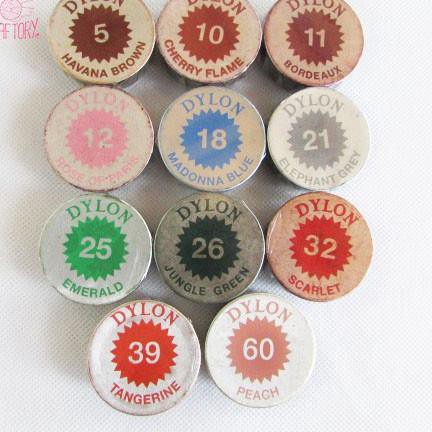 AFTORY
DYLON
5
HAVANA BROWN
DYLON
10
CHERRY FLAME
DYLON
11
BORDEAUX
DYLON
12
ROSE OF PARIS
DYLON
18
MADONNA BLUE
DYLON
21
ELEPHANT GREY
DYLON
25
EMERALD
DYLON
26
JUNGLE GREEN
DYLON
32
SCARLET
DYLON
39
TANGERINE
DYLON
60
PEACH